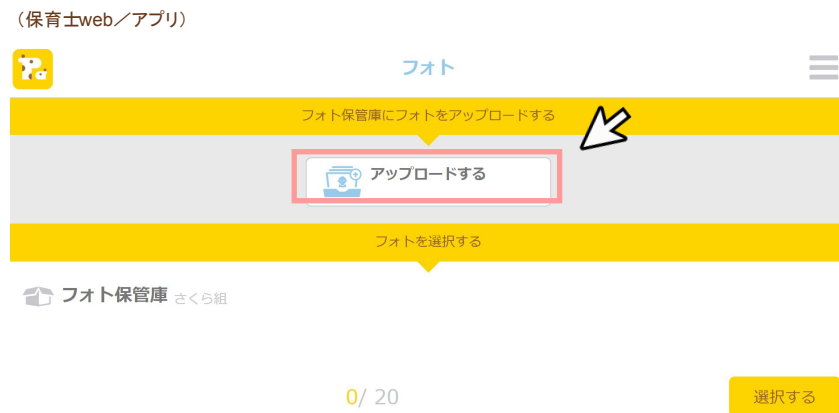 （保育士web／アプリ）
フォト
フォト保管庫にフォトをアップロードする
アップロードする
フォトを選択する
フォト保管庫 さくら組
0/ 20
選択する